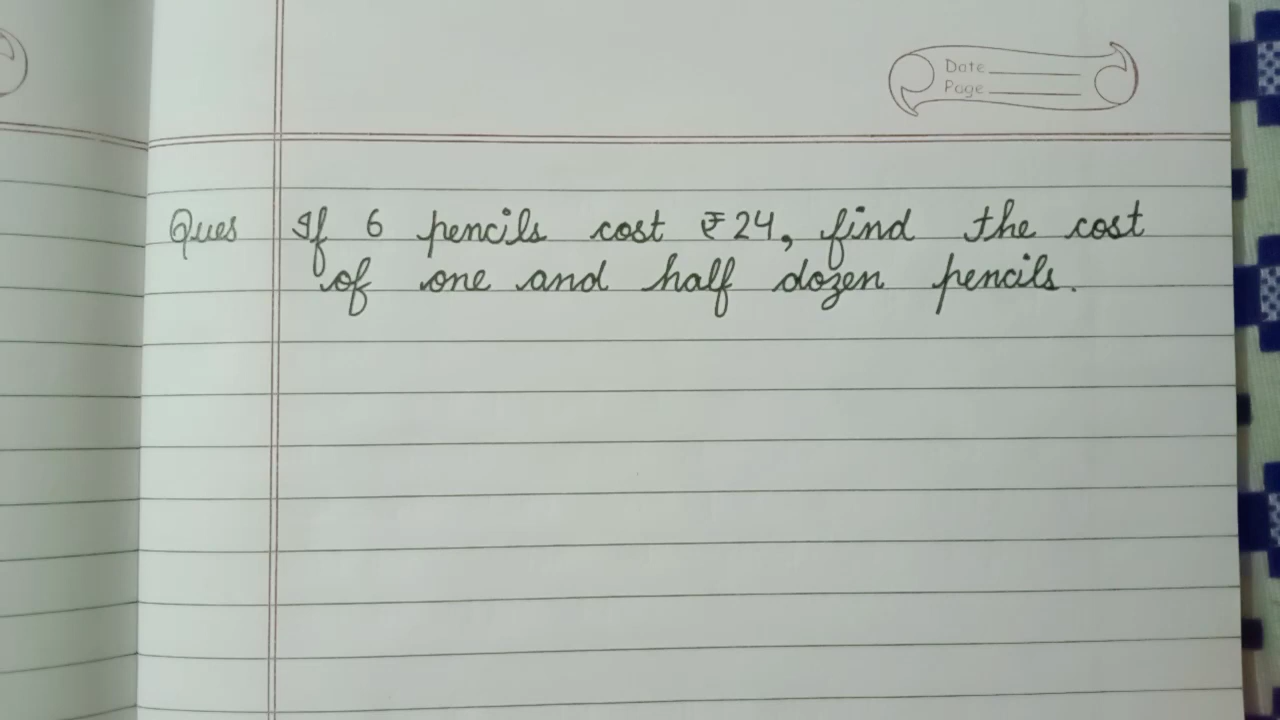 Date
Page
Ques If 6 pencils cost ₹24, find the cost
of one and half dozen pencils.